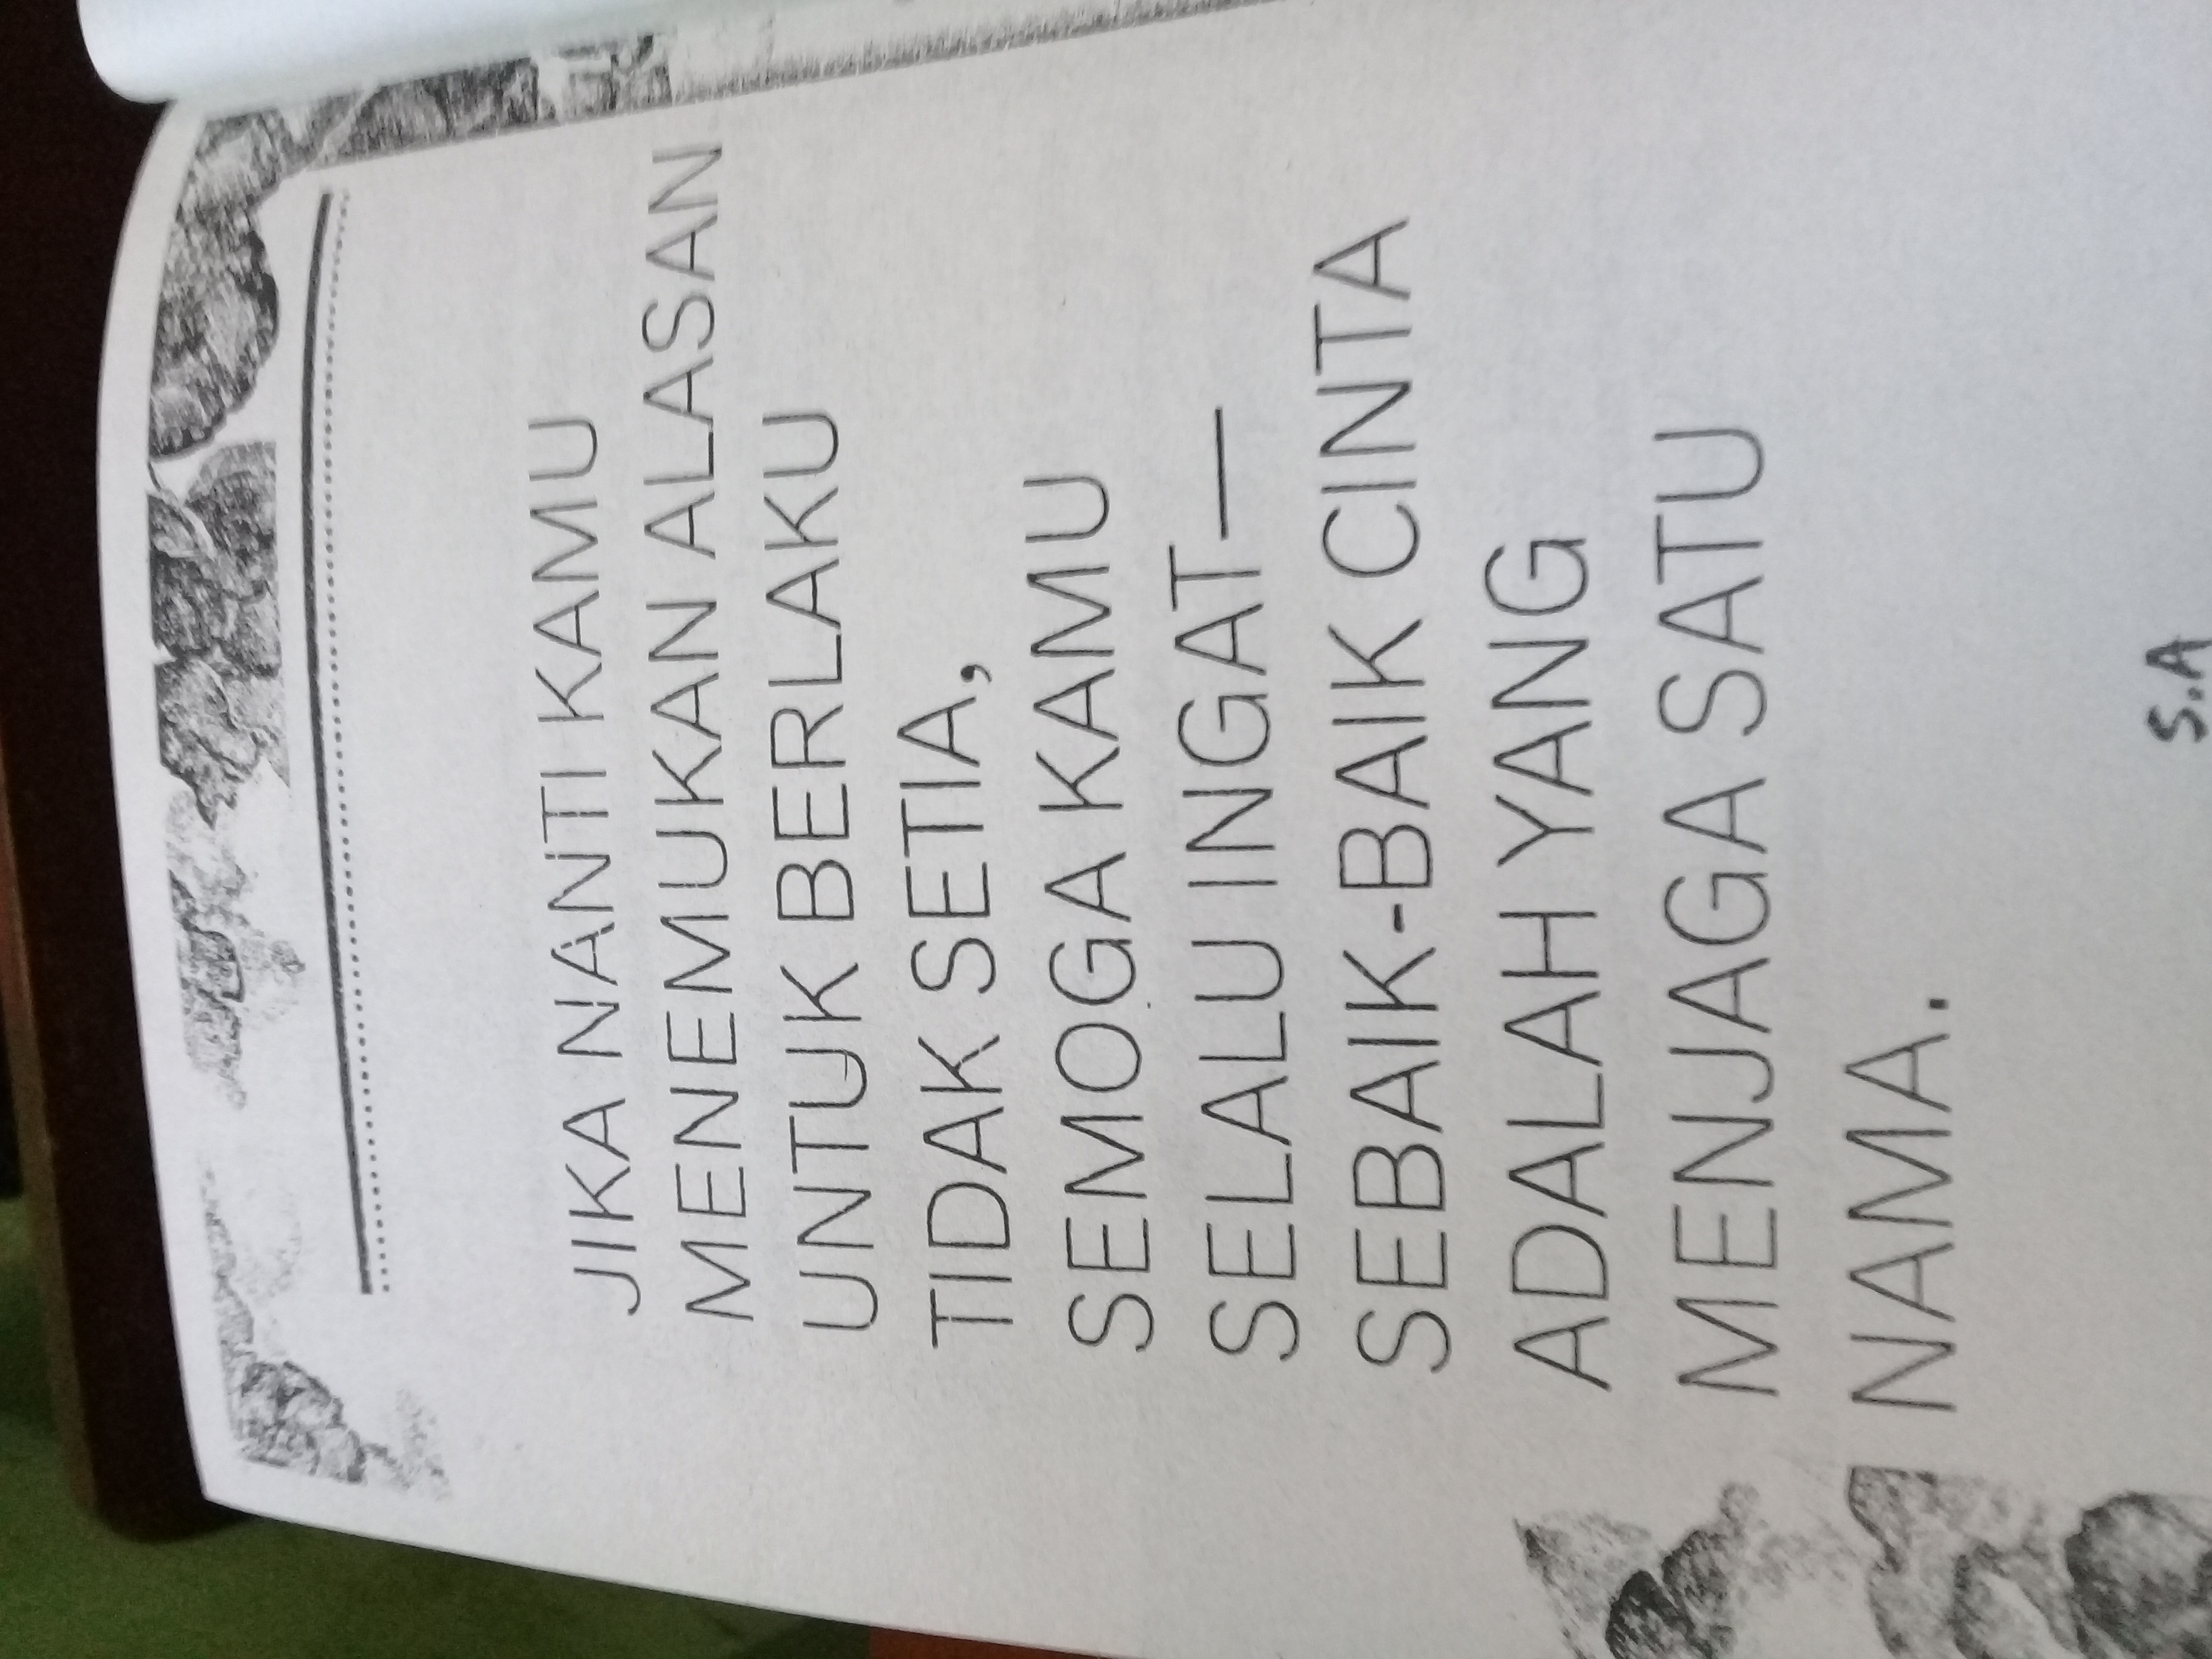 JIKA NANTI KAMU
MENEMUKAN ALASAN
UNTUK BERLAKU
TIDAK SETIA,
SEMOGA KAMU
SELALU INGAT—
SEBAIK-BAIK CINTA
ADALAH YANG
MENJAGA SATU
NAMA.
S.A